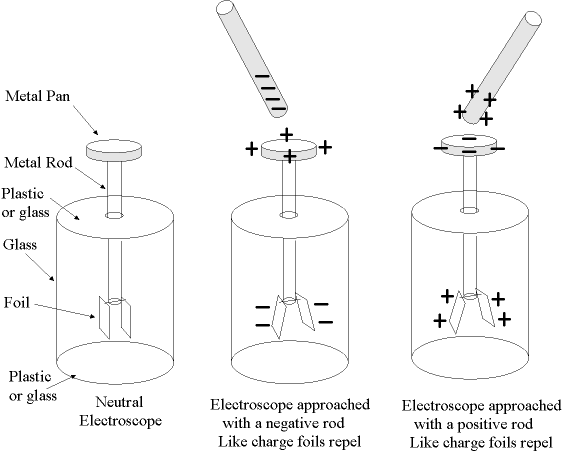 Metal Pan
Metal Rod
Plastic
or glass
Glass
Foil
Plastic
or glass
Neutral
Electroscope
Electroscope approached
with a negative rod
Like charge foils repel
Electroscope approached
with a positive rod
Like charge foils repel